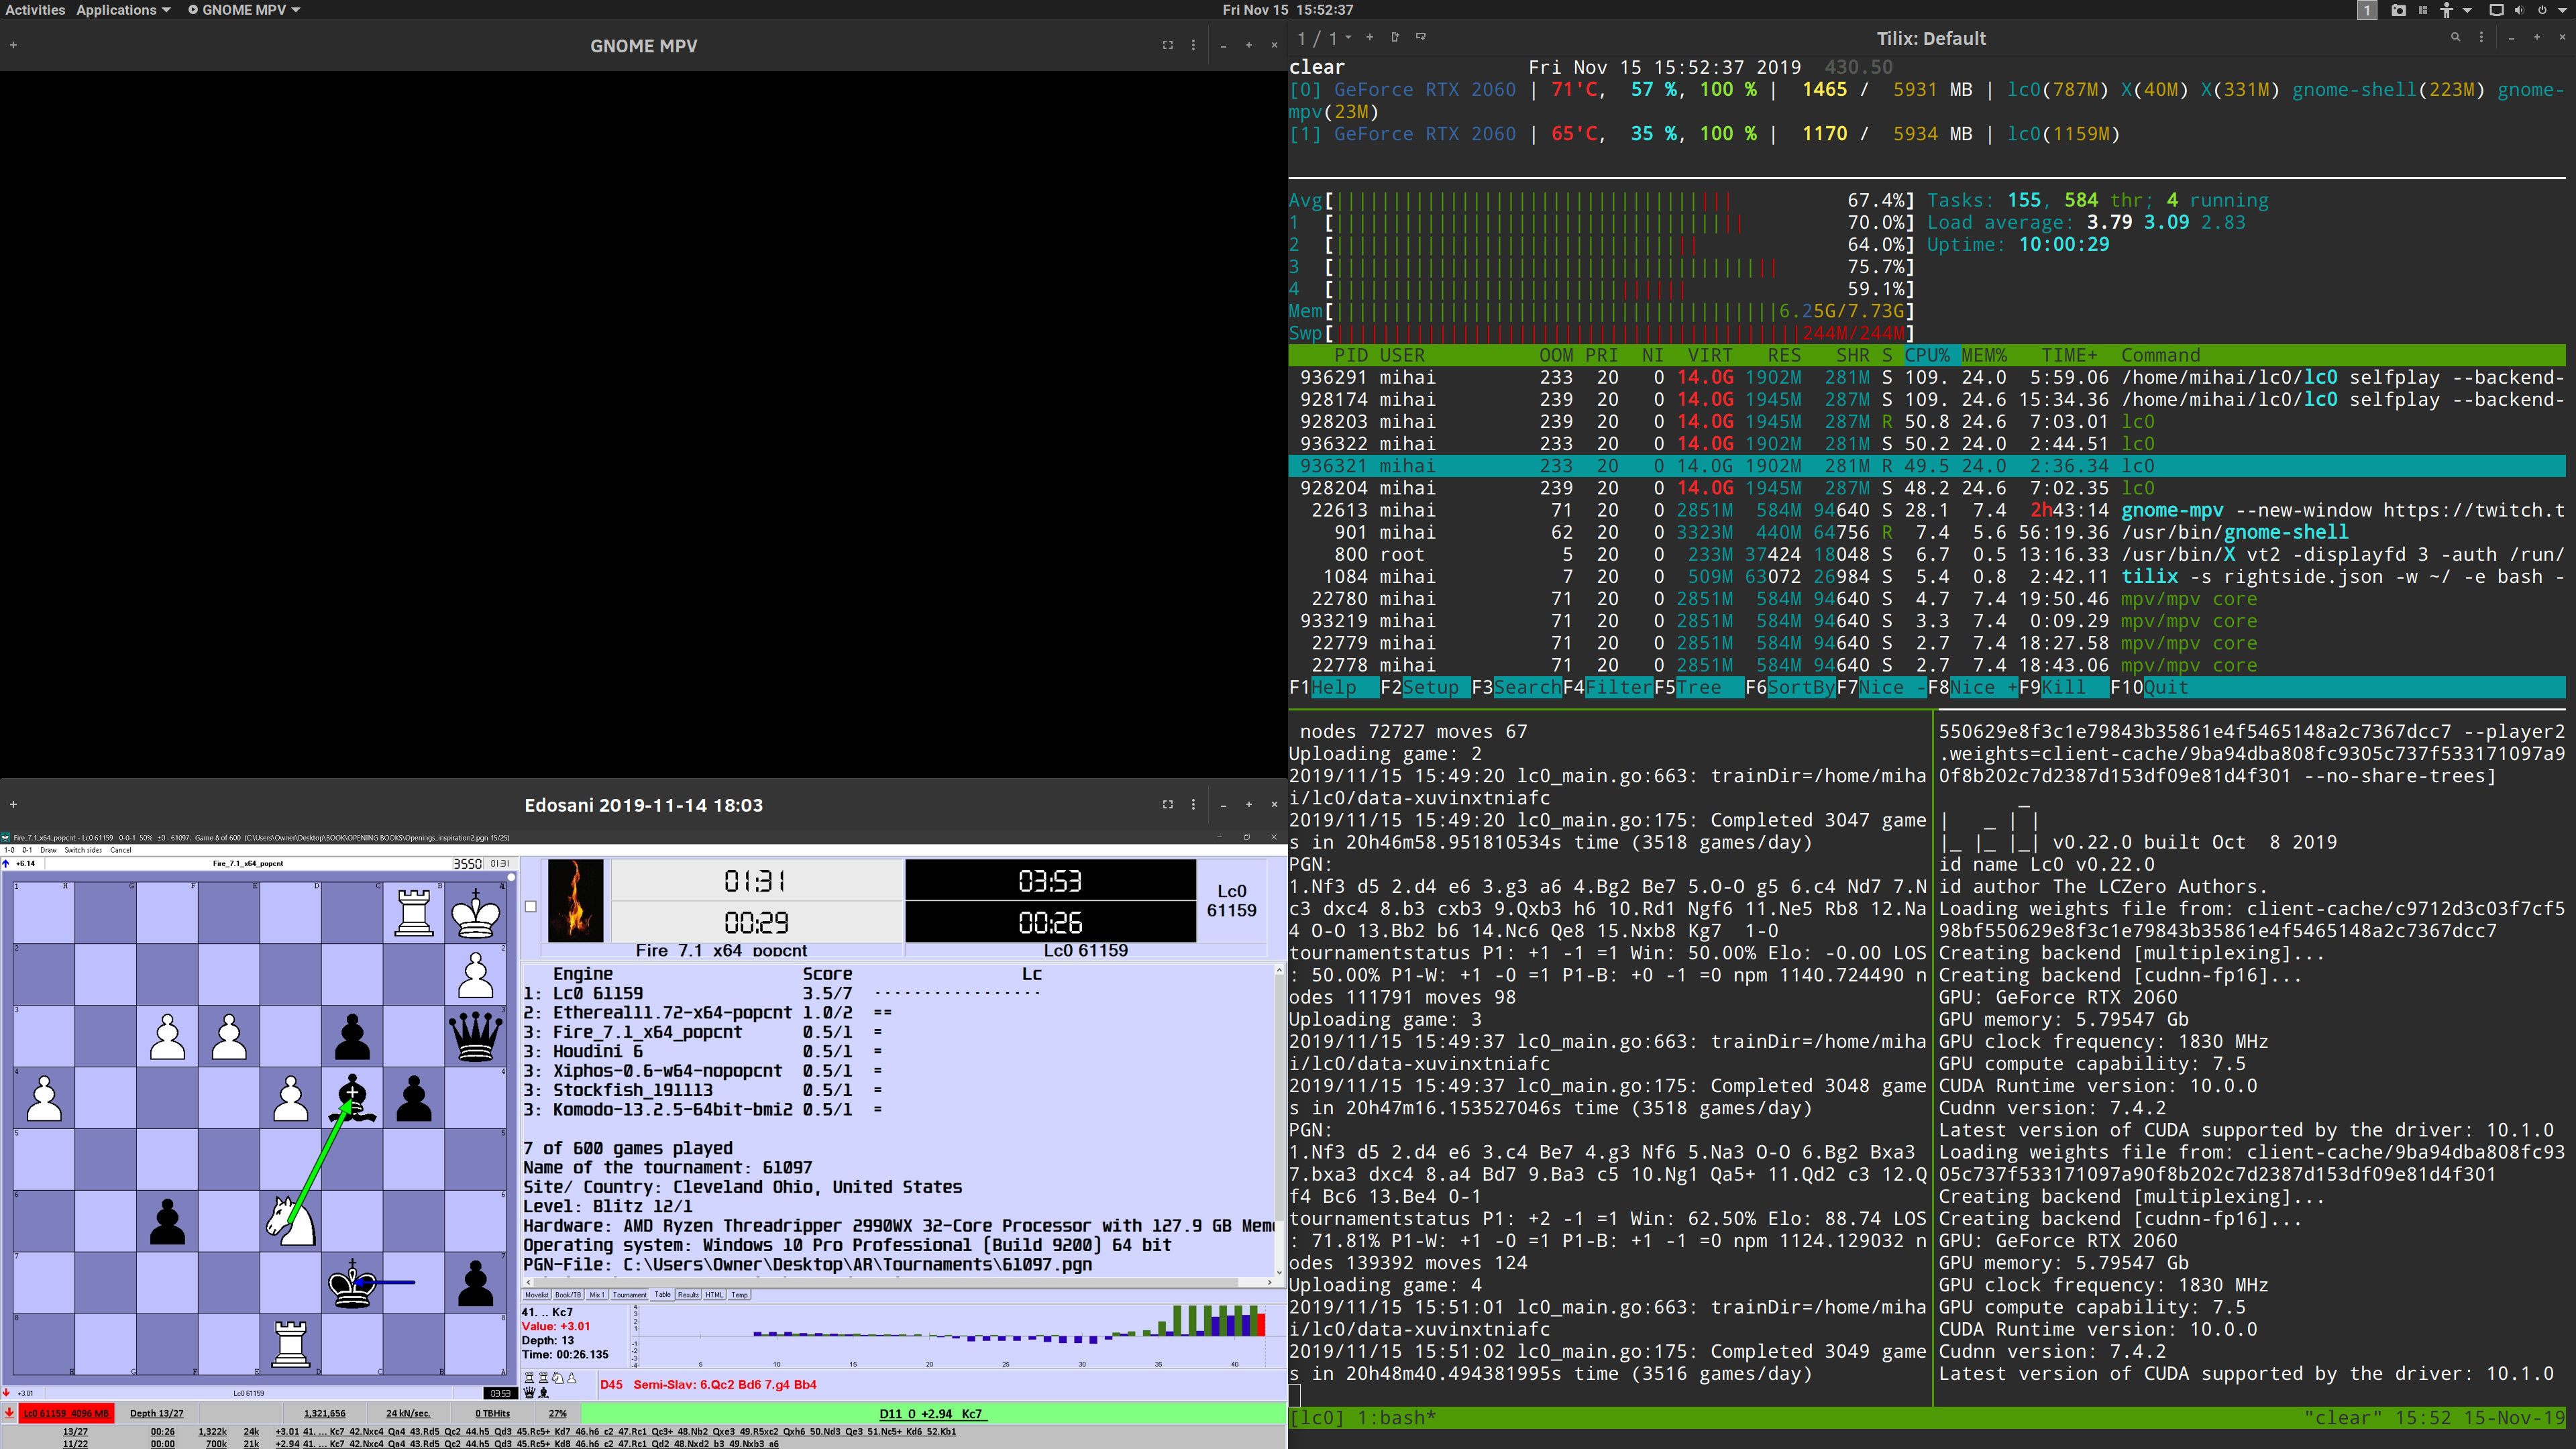 Activities Applications GNOME MPV Fri Nov 15 15:52:37 1
GNOME MPV
1 / 1 Tilix: Default
clear Fri Nov 15 15:52:37 2019 430.50
[0] GeForce RTX 2060 | 71'C, 57 %, 100 % | 1465 / 5931 MB | lc0(787M) X(40M) X(331M) gnome-shell(223M) gnome-
mpv(23M)
[1] GeForce RTX 2060 | 65'C, 35 %, 100 % | 1170 / 5934 MB | lc0(1159M)
Avg[ 67.4%] Tasks: 155, 584 thr; 4 running
1 [ 70.0%] Load average: 3.79 3.09 2.83
2 [ 64.0%] Uptime: 10:00:29
3 [ 75.7%]
4 [ 59.1%]
Mem[ 6.25G/7.73G]
Swp[ 244M/244M]
PID USER OOM PRI NI VIRT RES SHR S CPU% MEM% TIME+ Command
936291 mihai 233 20 0 14.0G 1902M 281M S 109. 24.0 5:59.06 /home/mihai/lc0/lc0 selfplay --backend-
928174 mihai 239 20 0 14.0G 1945M 287M S 109. 24.6 15:34.36 /home/mihai/lc0/lc0 selfplay --backend-
928203 mihai 239 20 0 14.0G 1945M 287M R 50.8 24.6 7:03.01 lc0
936322 mihai 233 20 0 14.0G 1902M 281M S 50.2 24.0 2:44.51 lc0
936321 mihai 233 20 0 14.0G 1902M 281M R 49.5 24.0 2:36.34 lc0
928204 mihai 239 20 0 14.0G 1945M 287M S 48.2 24.6 7:02.35 lc0
22613 mihai 71 20 0 2851M 584M 94640 S 28.1 7.4 2h43:14 gnome-mpv --new-window https://twitch.t
901 mihai 62 20 0 3323M 440M 64756 R 7.4 5.6 56:19.36 /usr/bin/gnome-shell
800 root 5 20 0 233M 37424 18048 S 6.7 0.5 13:16.33 /usr/bin/X vt2 -displayfd 3 -auth /run/
1084 mihai 7 20 0 509M 63072 26984 S 5.4 0.8 2:42.11 tilix -s rightside.json -w ~/ -e bash -
22780 mihai 71 20 0 2851M 584M 94640 S 4.7 7.4 19:50.46 mpv/mpv core
933219 mihai 71 20 0 2851M 584M 94640 S 3.3 7.4 0:09.29 mpv/mpv core
22779 mihai 71 20 0 2851M 584M 94640 S 2.7 7.4 18:27.58 mpv/mpv core
22778 mihai 71 20 0 2851M 584M 94640 S 2.7 7.4 18:43.06 mpv/mpv core
F1Help F2Setup F3SearchF4FilterF5Tree F6SortByF7Nice -F8Nice +F9Kill F10Quit
nodes 72727 moves 67
Uploading game: 2
2019/11/15 15:49:20 lc0_main.go:663: trainDir=/home/miha
i/lc0/data-xuvinxtniafc
2019/11/15 15:49:20 lc0_main.go:175: Completed 3047 game
s in 20h46m58.951810534s time (3518 games/day)
PGN:
1.Nf3 d5 2.d4 e6 3.g3 a6 4.Bg2 Be7 5.O-O g5 6.c4 Nd7 7.N
c3 dxc4 8.b3 cxb3 9.Qxb3 h6 10.Rd1 Ngf6 11.Ne5 Rb8 12.Na
4 O-O 13.Bb2 b6 14.Nc6 Qe8 15.Nxb8 Kg7 1-0
tournamentstatus P1: +1 -1 =1 Win: 50.00% Elo: -0.00 LOS
: 50.00% P1-W: +1 -0 =1 P1-B: +0 -1 =0 npm 1140.724490 n
odes 111791 moves 98
Uploading game: 3
2019/11/15 15:49:37 lc0_main.go:663: trainDir=/home/miha
i/lc0/data-xuvinxtniafc
2019/11/15 15:49:37 lc0_main.go:175: Completed 3048 game
s in 20h47m16.153527046s time (3518 games/day)
PGN:
1.Nf3 d5 2.d4 e6 3.c4 Be7 4.g3 Nf6 5.Na3 O-O 6.Bg2 Bxa3
7.bxa3 dxc4 8.a4 Bd7 9.Ba3 c5 10.Ng1 Qa5+ 11.Qd2 c3 12.Q
f4 Bc6 13.Be4 0-1
tournamentstatus P1: +2 -1 =1 Win: 62.50% Elo: 88.74 LOS
: 71.81% P1-W: +1 -0 =1 P1-B: +1 -1 =0 npm 1124.129032 n
odes 139392 moves 124
Uploading game: 4
2019/11/15 15:51:01 lc0_main.go:663: trainDir=/home/miha
i/lc0/data-xuvinxtniafc
2019/11/15 15:51:02 lc0_main.go:175: Completed 3049 game
s in 20h48m40.494381995s time (3516 games/day)
550629e8f3c1e79843b35861e4f5465148a2c7367dcc7 --player2
.weights=client-cache/9ba94dba808fc9305c737f533171097a9
0f8b202c7d2387d153df09e81d4f301 --no-share-trees]
_
| _ | |
|_ |_ |_| v0.22.0 built Oct 8 2019
id name Lc0 v0.22.0
id author The LCZero Authors.
Loading weights file from: client-cache/c9712d3c03f7cf5
98bf550629e8f3c1e79843b35861e4f5465148a2c7367dcc7
Creating backend [multiplexing]...
Creating backend [cudnn-fp16]...
GPU: GeForce RTX 2060
GPU memory: 5.79547 Gb
GPU clock frequency: 1830 MHz
GPU compute capability: 7.5
CUDA Runtime version: 10.0.0
Cudnn version: 7.4.2
Latest version of CUDA supported by the driver: 10.1.0
Loading weights file from: client-cache/9ba94dba808fc93
05c737f533171097a90f8b202c7d2387d153df09e81d4f301
Creating backend [multiplexing]...
Creating backend [cudnn-fp16]...
GPU: GeForce RTX 2060
GPU memory: 5.79547 Gb
GPU clock frequency: 1830 MHz
GPU compute capability: 7.5
CUDA Runtime version: 10.0.0
Cudnn version: 7.4.2
Latest version of CUDA supported by the driver: 10.1.0
[lc0] 1:bash* "clear" 15:52 15-Nov-19
Edosani 2019-11-14 18:03
Fire_7.1_x64_popcnt - Lc0 61159 0-0-1 50% ±0 61097: Game 8 of 600 (C:\Users\Owner\Desktop\BOOK\OPENING BOOKS\Openings_inspiration2.pgn 15/25)
1-0 0-1 Draw Switch sides Cancel
+6.14 Fire_7.1_x64_popcnt 3550 01:31
01:31 03:53 Lc0
00:29 00:26 61159
Fire 7.1 x64 popcnt Lc0 61159
Engine Score Lc
1: Lc0 61159 3.5/7 ·················
2: Ethereal11.72-x64-popcnt 1.0/2 ==
3: Fire_7.1_x64_popcnt 0.5/1 =
3: Houdini 6 0.5/1 =
3: Xiphos-0.6-w64-nopopcnt 0.5/1 =
3: Stockfish_191113 0.5/1 =
3: Komodo-13.2.5-64bit-bmi2 0.5/1 =
7 of 600 games played
Name of the tournament: 61097
Site/ Country: Cleveland Ohio, United States
Level: Blitz 12/1
Hardware: AMD Ryzen Threadripper 2990WX 32-Core Processor with 127.9 GB Mem
Operating system: Windows 10 Pro Professional (Build 9200) 64 bit
PGN-File: C:\Users\Owner\Desktop\AR\Tournaments\61097.pgn
Movelist Book/TB Mix 1 Tournament Table Results HTML Temp
41. .. Kc7
Value: +3.01
Depth: 13
Time: 00:26.135
5 10 15 20 25 30 35 40
D45 Semi-Slav: 6.Qc2 Bd6 7.g4 Bb4
+3.01 Lc0 61159 03:53
Lc0 61159 4096 MB Depth 13/27 1,321,656 24 kN/sec. 0 TBHits 27% D11 0 +2.94 Kc7
13/27 00:26 1,322k 24k +3.01 41. ... Kc7 42.Nxc4 Qa4 43.Rd5 Qc2 44.h5 Qd3 45.Rc5+ Kd7 46.h6 c2 47.Rc1 Qc3+ 48.Nb2 Qxe3 49.R5xc2 Qxh6 50.Nd3 Qe3 51.Nc5+ Kd6 52.Kb1
11/22 00:00 700k 21k +2.94 41. ... Kc7 42.Nxc4 Qa4 43.Rd5 Qc2 44.h5 Qd3 45.Rc5+ Kd8 46.h6 c2 47.Rc1 Qd2 48.Nxd2 b3 49.Nxb3 a6